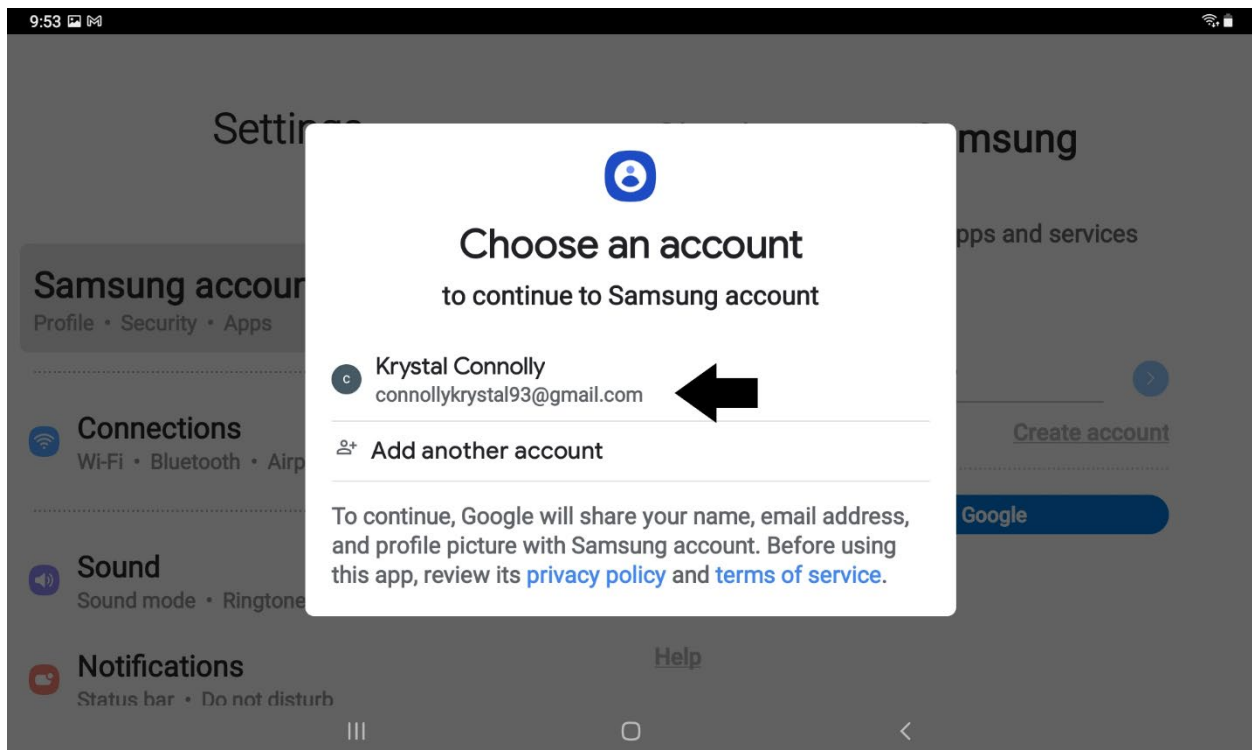 9:53
Settin
msung
Choose an account
pps and services
to continue to Samsung account
Samsung accoun
Profile • Security • Apps
Krystal Connolly
c
connollykrystal93@gmail.com
Connections
Wi-Fi • Bluetooth • Airp
Create account
Add another account
To continue, Google will share your name, email address,
and profile picture with Samsung account. Before using
this app, review its privacy policy and terms of service.
Google
Sound
Sound mode • Ringtone
Notifications
Status bar • Do not disturb
Help